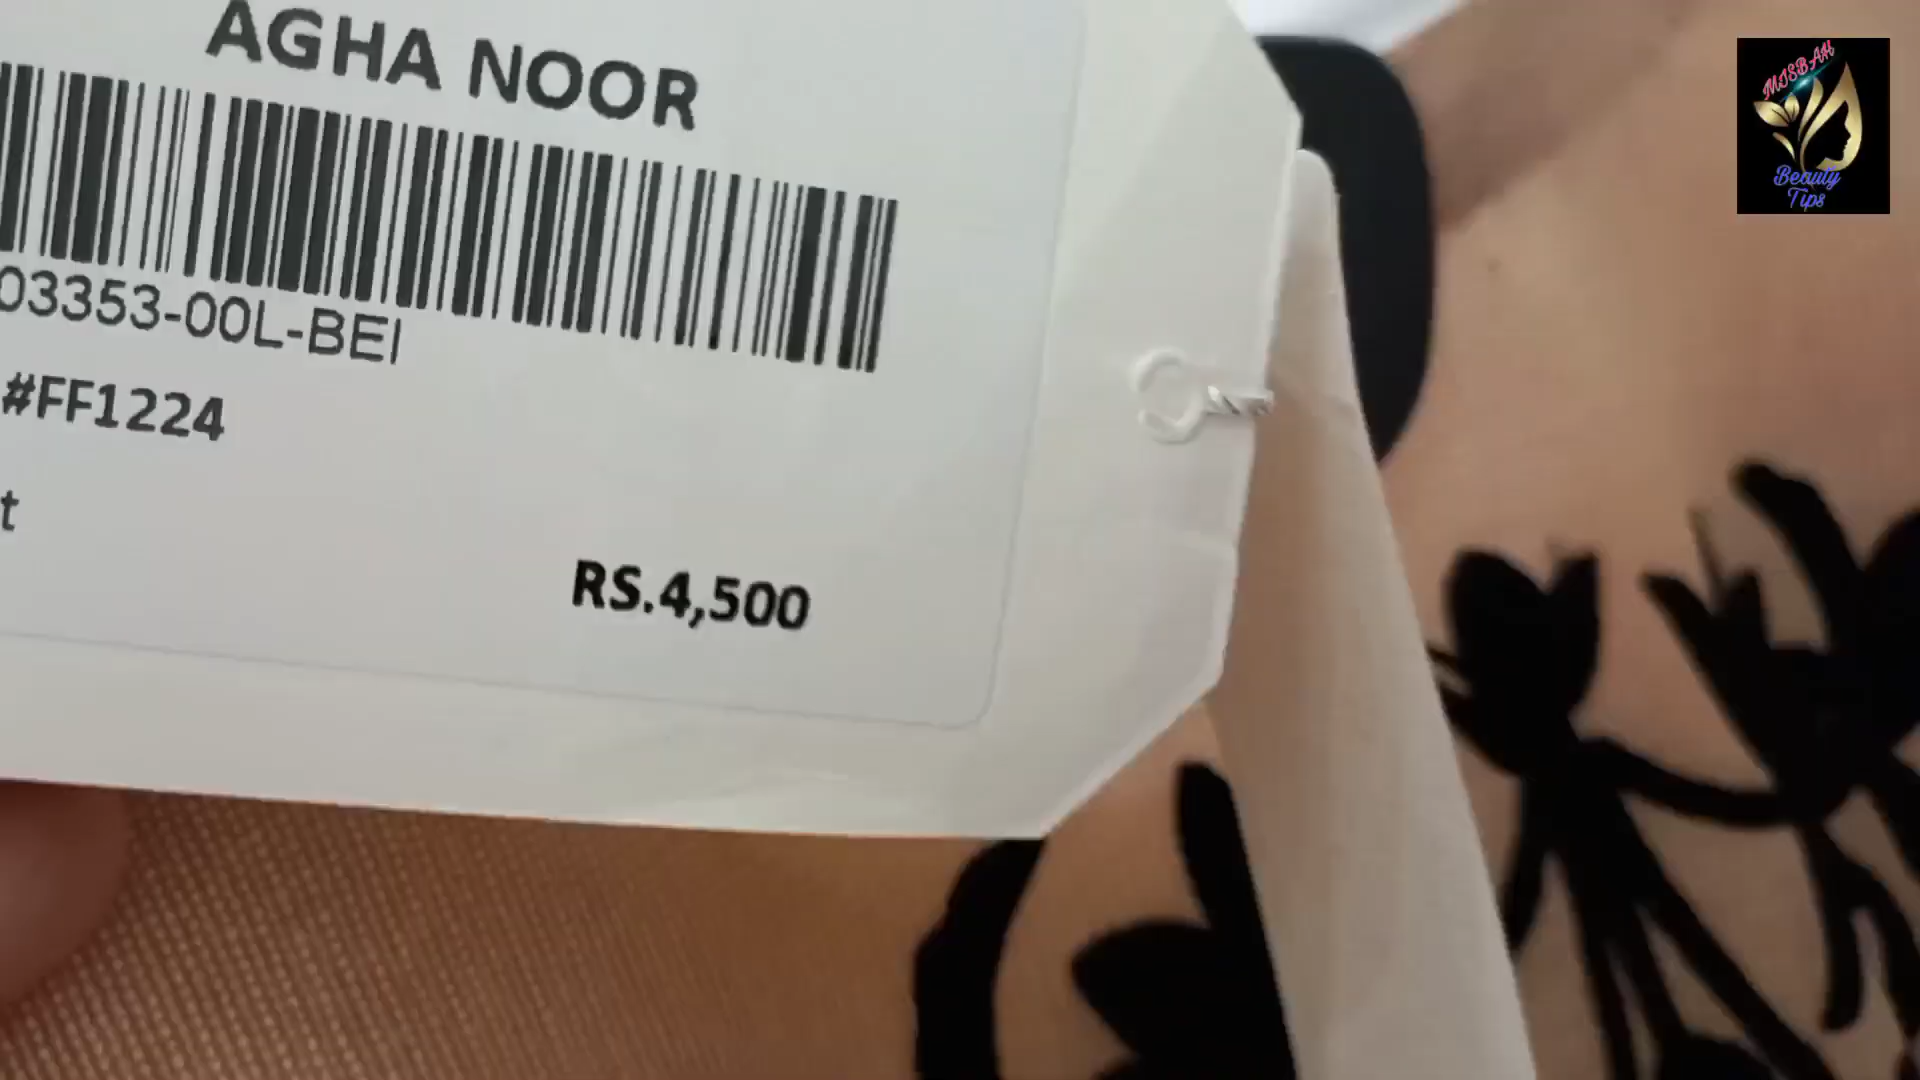 AGHA NOOR
03353-00L-BEI
#FF1224
t
RS.4,500
MISBAH
Beauty
Tips